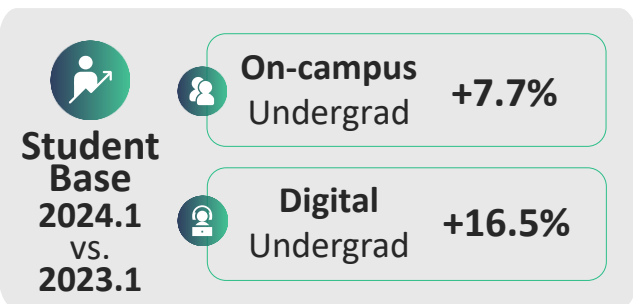 Student
Base
2024.1
vs.
2023.1
On-campus
Undergrad
+7.7%
Digital
Undergrad
+16.5%